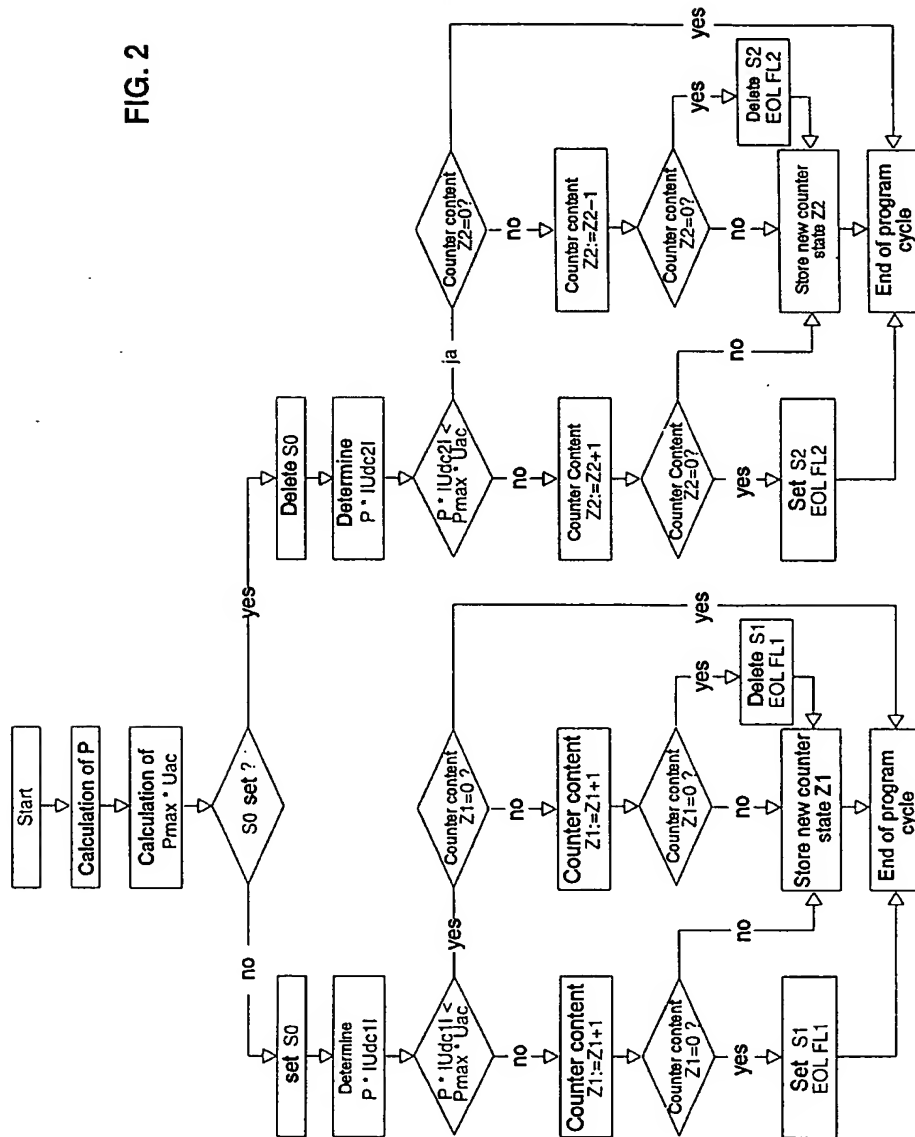 FIG. 2
Start
Calculation of P
Calculation of
Pmax * Uac
S0 set ?
no
yes
set S0
Determine
P * IUdc1I
P * IUdc1I <
Pmax * Uac
yes
no
Counter content
Z1:=Z1+1
Counter content
Z1=0 ?
no
yes
Set S1
EOL FL1
Counter content
Z1=0 ?
yes
no
Counter content
Z1:=Z1+1
Counter content
Z1=0 ?
yes
no
Delete S1
EOL FL1
Store new counter
state Z1
End of program
cycle
Delete S0
Determine
P * IUdc2I
P * IUdc2I <
Pmax * Uac
ja
no
Counter Content
Z2:=Z2+1
Counter Content
Z2=0?
no
yes
Set S2
EOL FL2
Counter content
Z2=0?
yes
no
Counter content
Z2:=Z2-1
Counter content
Z2=0?
yes
no
Delete S2
EOL FL2
Store new counter
state Z2
End of program
cycle